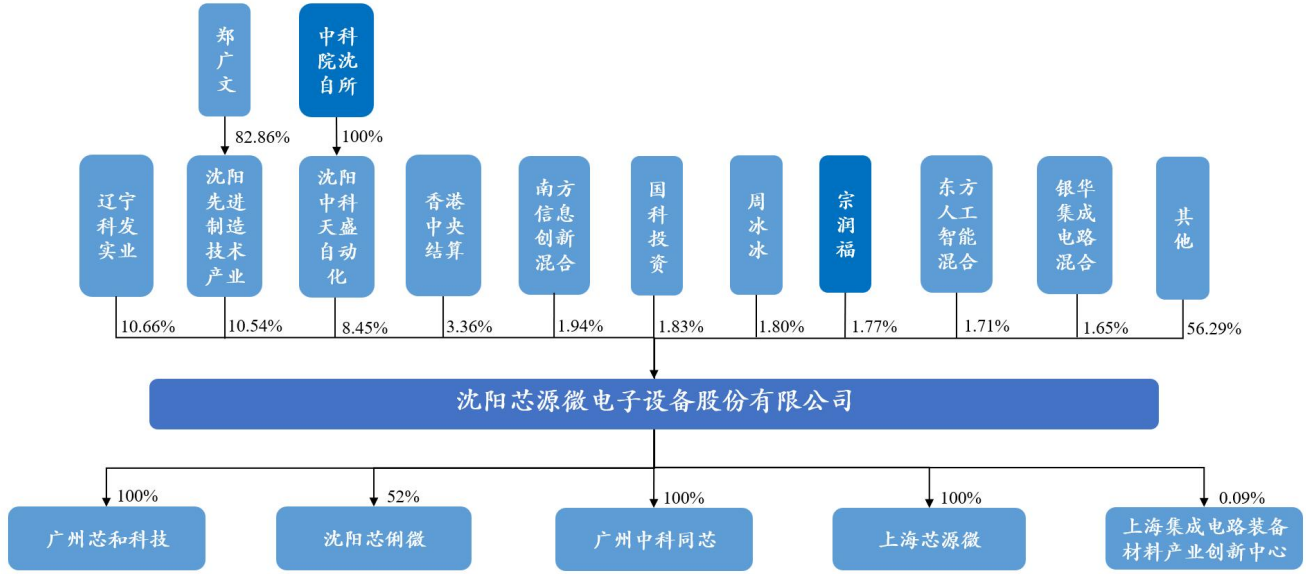 郑
广
文
中科
院沈
自所
82.86%
100%
辽宁
科发
实业
沈阳
先进
制造
技术
产业
沈阳
中科
天盛
自动
化
香港
中央
结算
南方
信息
创新
混合
国
科
投
资
周
冰
冰
宗
润
福
东方
人工
智能
混合
银华
集成
电路
混合
其
他
10.66%
10.54%
8.45%
3.36%
1.94%
1.83%
1.80%
1.77%
1.71%
1.65%
56.29%
沈阳芯源微电子设备股份有限公司
100%
52%
100%
100%
0.09%
广州芯和科技
沈阳芯俐微
广州中科同芯
上海芯源微
上海集成电路装备
材料产业创新中心